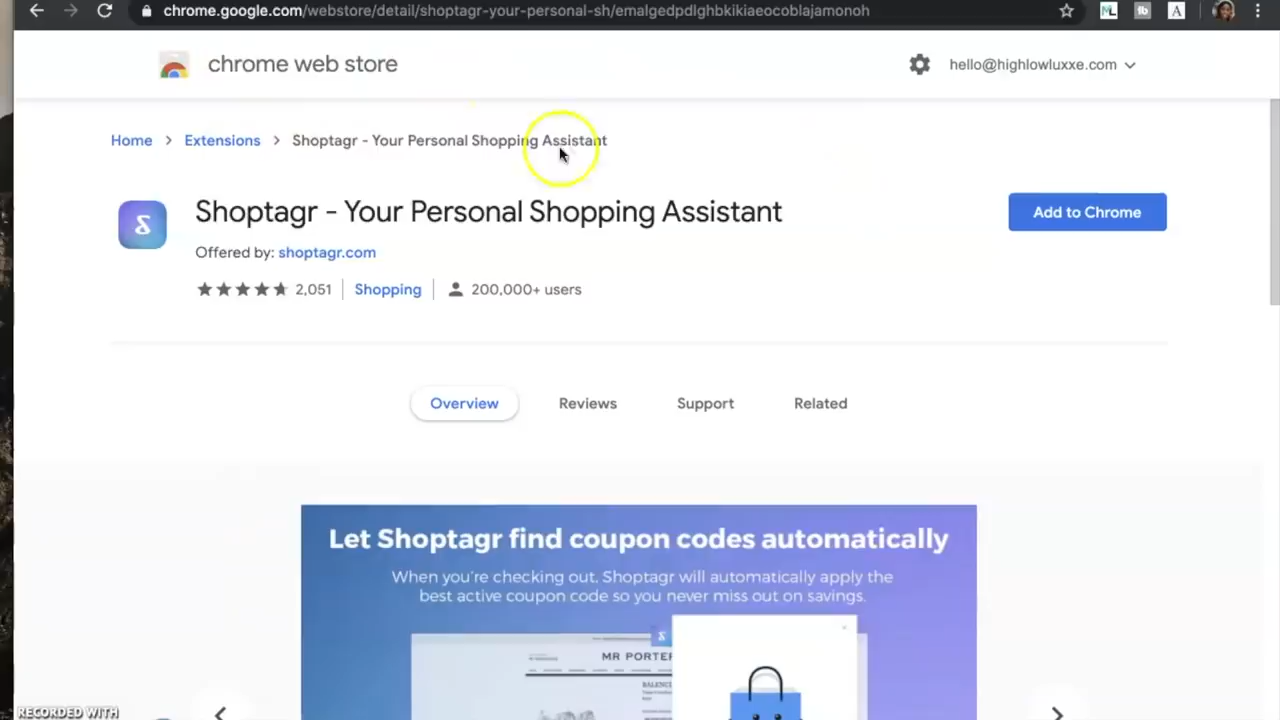 chrome.google.com/webstore/detail/shoptagr-your-personal-sh/emalgedpdlghbkikiaeocoblajamonoh
chrome web store
hello@highlowluxxe.com
Home > Extensions > Shoptagr - Your Personal Shopping Assistant
Shoptagr - Your Personal Shopping Assistant
Add to Chrome
Offered by: shoptagr.com
2,051
Shopping
200,000+ users
Overview
Reviews
Support
Related
Let Shoptagr find coupon codes automatically
When you're checking out. Shoptagr will automatically apply the
best active coupon code so you never miss out on savings.
MR PORTER
RECORDED WITH